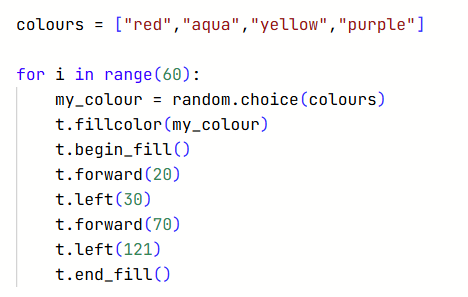 colours = ["red","aqua","yellow","purple"]

for i in range(60):
    my_colour = random.choice(colours)
    t.fillcolor(my_colour)
    t.begin_fill()
    t.forward(20)
    t.left(30)
    t.forward(70)
    t.left(121)
    t.end_fill()